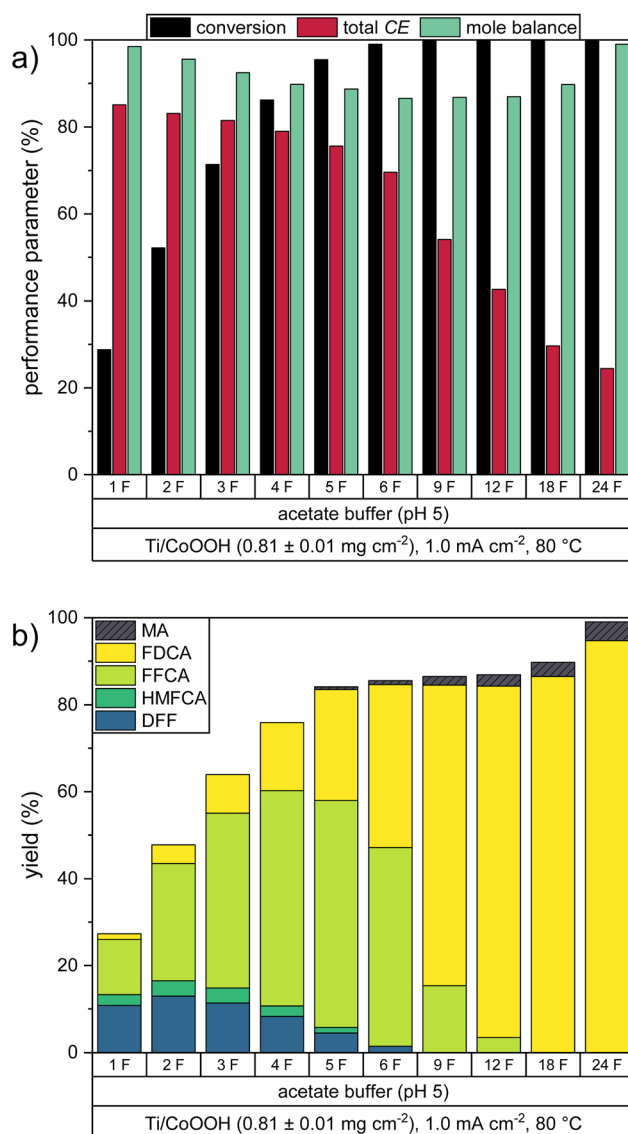 conversion total CE mole balance
a)
100
80
60
40
20
0
performance parameter (%)
1 F 2 F 3 F 4 F 5 F 6 F 9 F 12 F 18 F 24 F
acetate buffer (pH 5)
Ti/CoOOH (0.81 ± 0.01 mg cm⁻²), 1.0 mA cm⁻², 80 °C
b)
MA
FDCA
FFCA
HMFCA
DFF
100
80
60
40
20
0
yield (%)
1 F 2 F 3 F 4 F 5 F 6 F 9 F 12 F 18 F 24 F
acetate buffer (pH 5)
Ti/CoOOH (0.81 ± 0.01 mg cm⁻²), 1.0 mA cm⁻², 80 °C